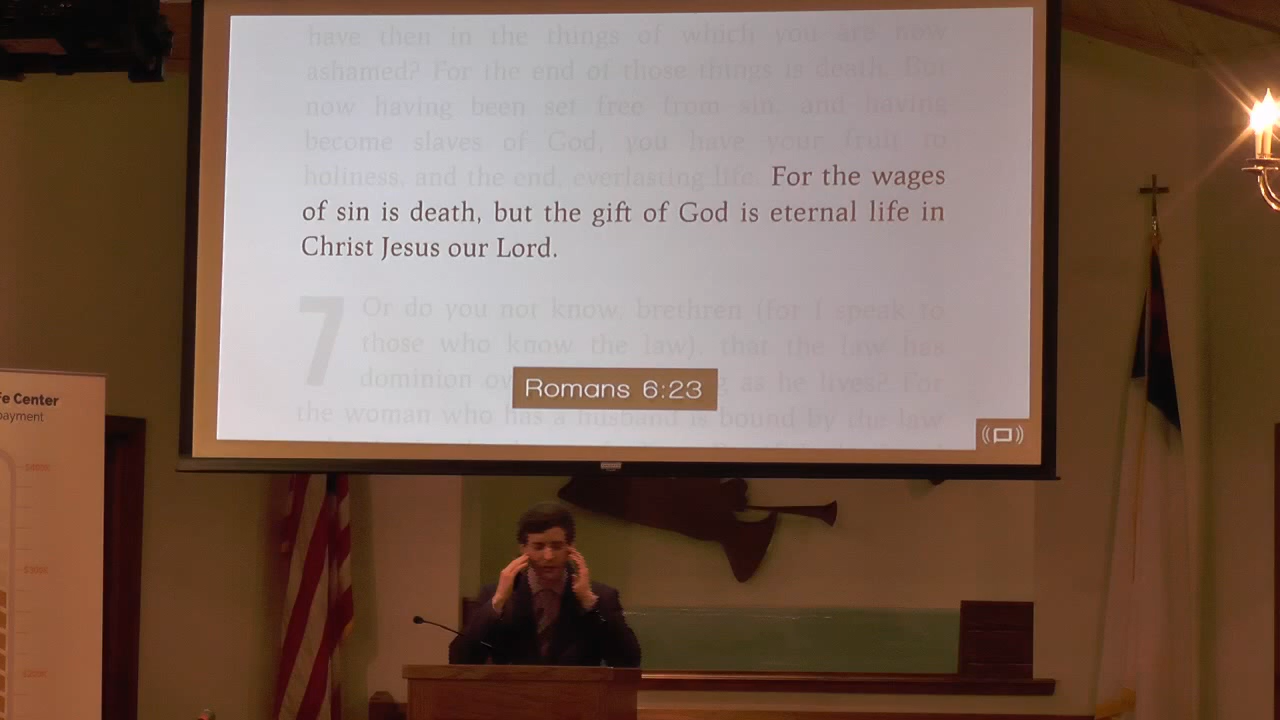 have then in the things of which you are now
ashamed? For the end of those things is death. But
now having been set free from sin, and having
become slaves of God, you have your fruit to
holiness, and the end, everlasting life. For the wages
of sin is death, but the gift of God is eternal life in
Christ Jesus our Lord.
7 Or do you not know, brethren (for I speak to
those who know the law), that the law has
dominion as he lives? For
Romans 6:23
the woman who has a husband is bound by the law
fe Center
payment